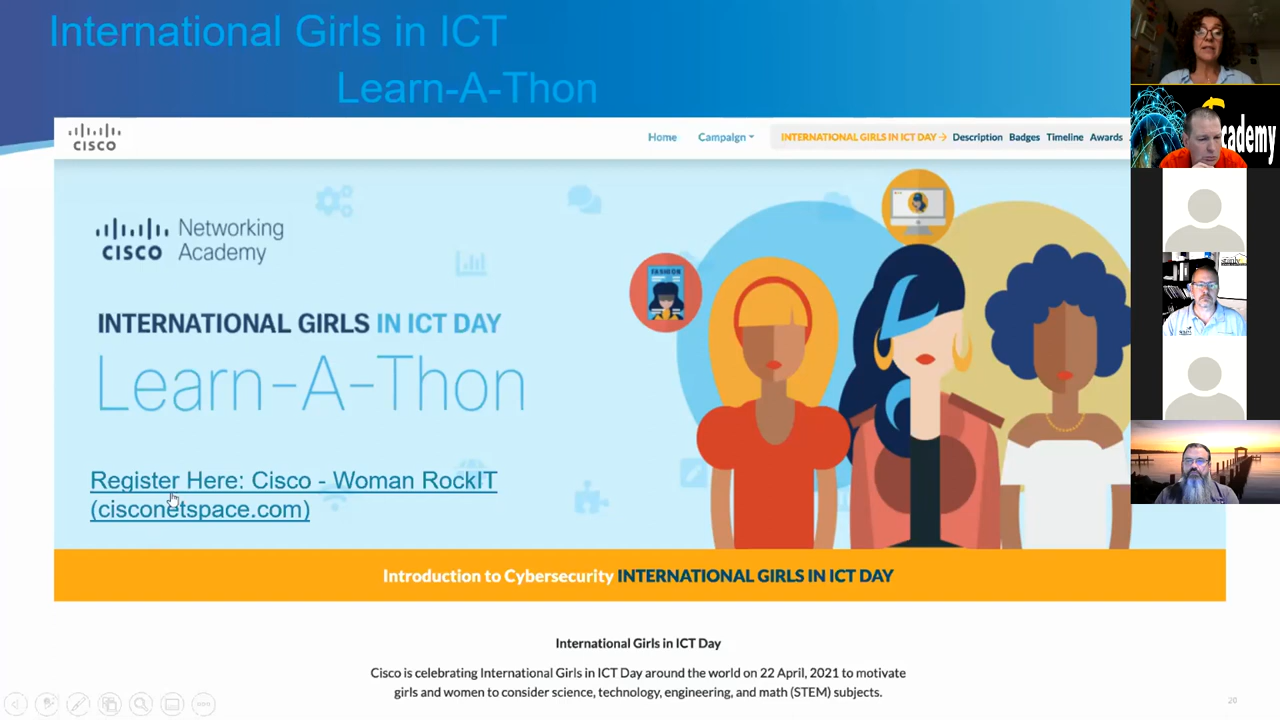 International Girls in ICT
Learn-A-Thon
CISCO
Home Campaign INTERNATIONAL GIRLS IN ICT DAY → Description Badges Timeline Awards
CISCO Networking Academy
INTERNATIONAL GIRLS IN ICT DAY
Learn-A-Thon
Register Here: Cisco - Woman RockIT
(cisconetspace.com)
FASHION
Introduction to Cybersecurity INTERNATIONAL GIRLS IN ICT DAY
International Girls in ICT Day
Cisco is celebrating International Girls in ICT Day around the world on 22 April, 2021 to motivate
girls and women to consider science, technology, engineering, and math (STEM) subjects.
20
cademy